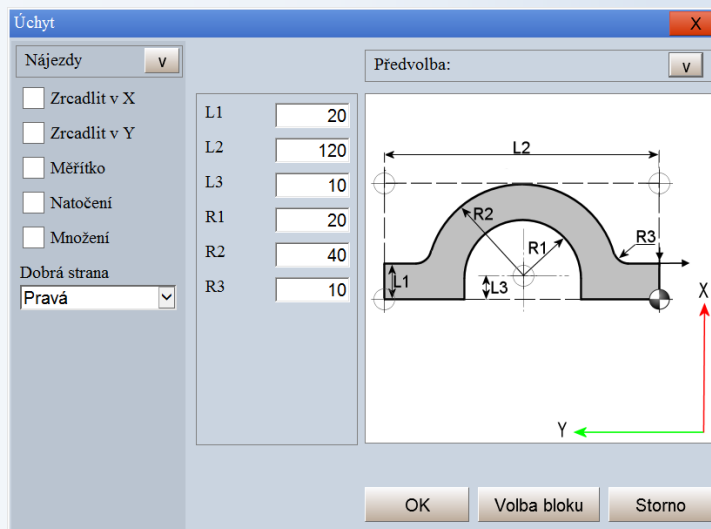 Úchyt X
Nájezdy v
Předvolba: v
Zrcadlit v X
Zrcadlit v Y
Měřítko
Natočení
Množení
Dobrá strana
Pravá
L1 20
L2 120
L3 10
R1 20
R2 40
R3 10
L2
R2
R1
R3
L1
L3
X
Y
OK Volba bloku Storno